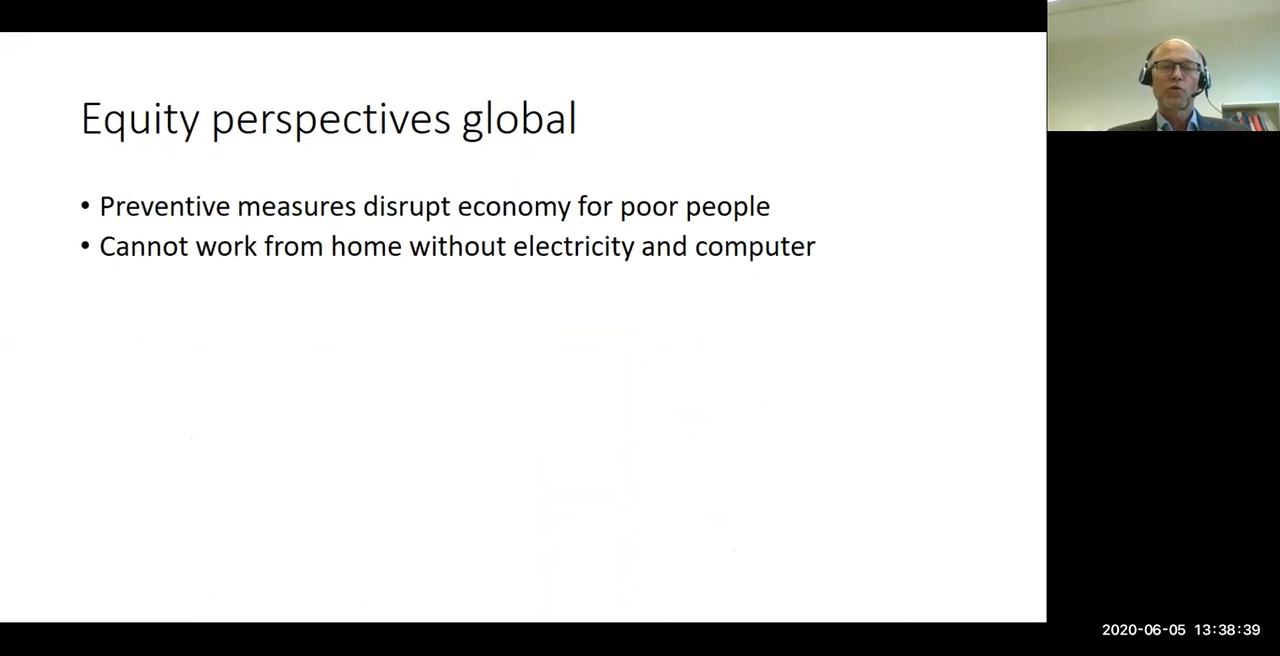 Equity perspectives global
• Preventive measures disrupt economy for poor people
• Cannot work from home without electricity and computer
2020-06-05 13:38:39